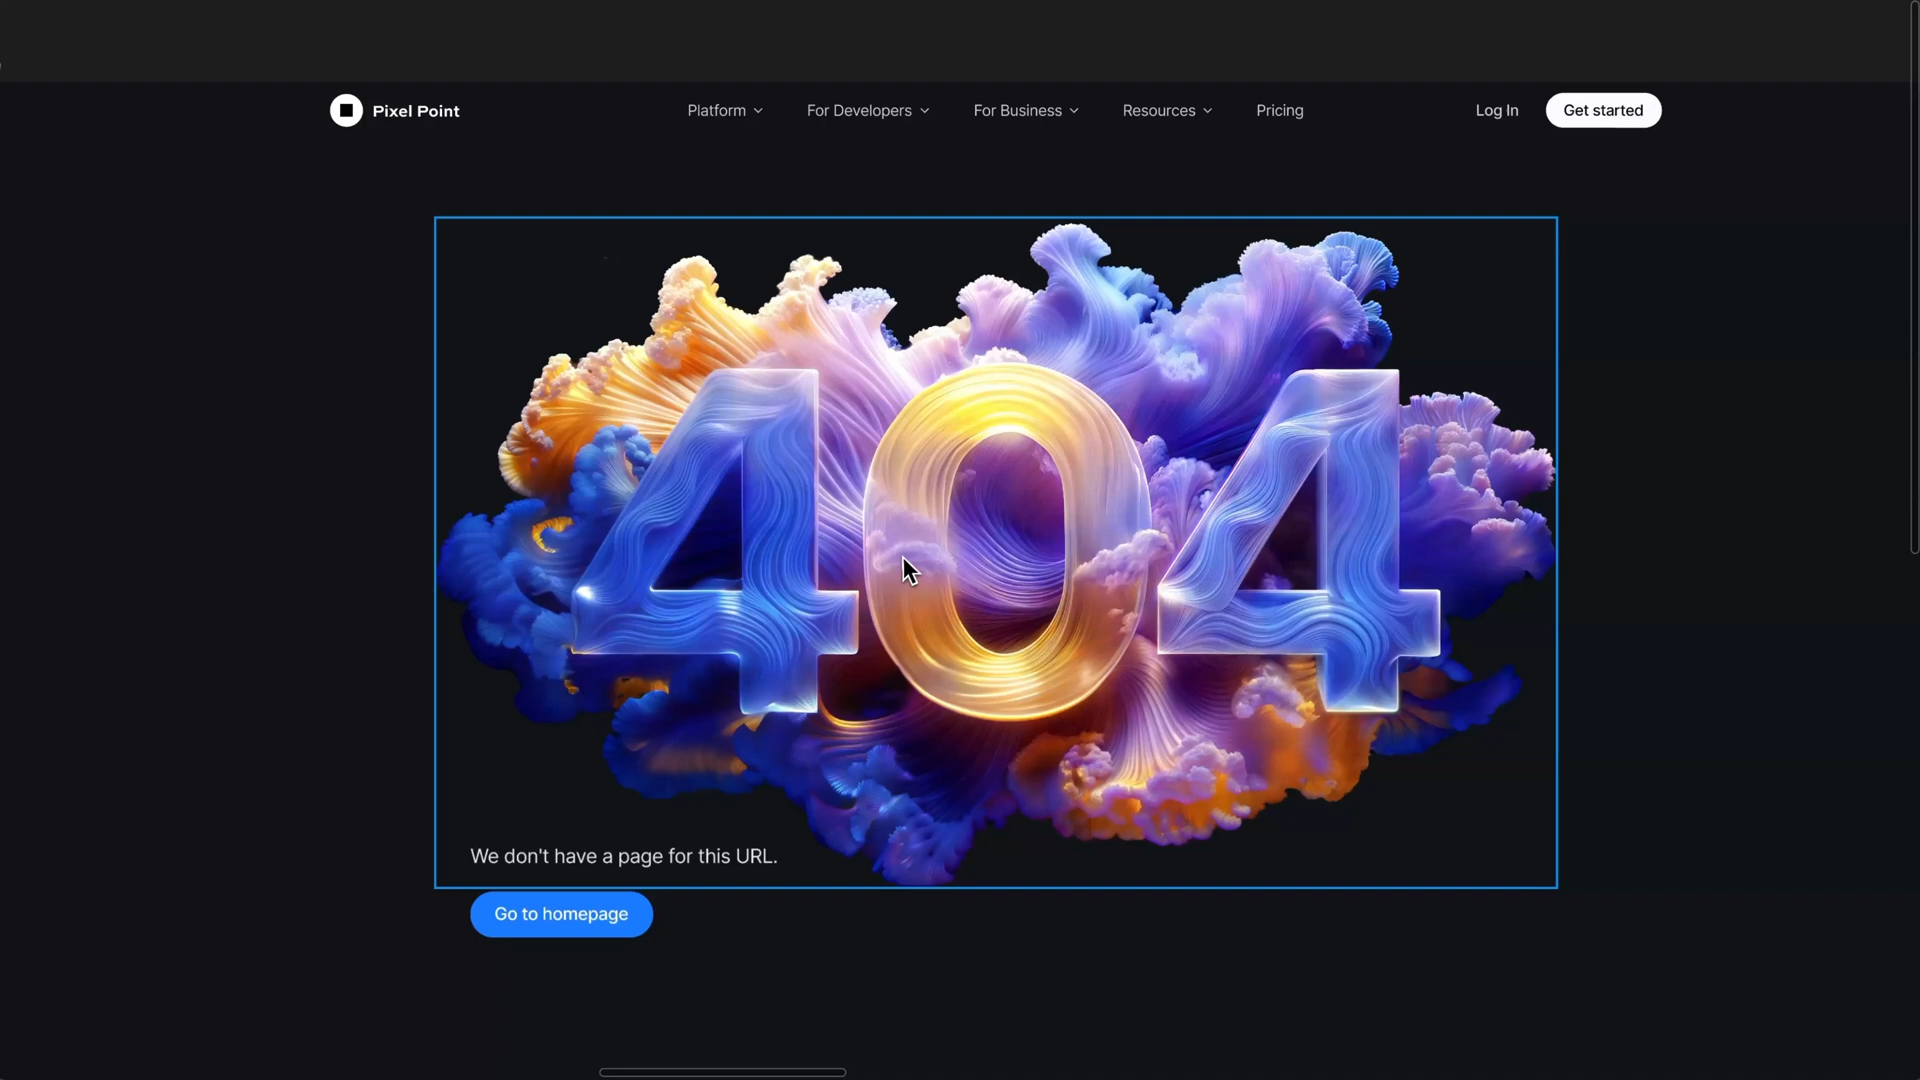 Pixel Point
Platform
For Developers
For Business
Resources
Pricing
Log In
Get started
404
We don't have a page for this URL.
Go to homepage